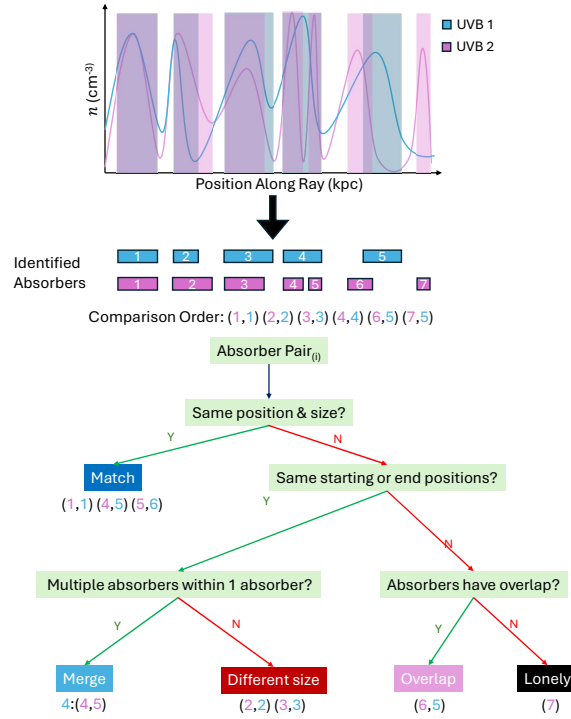 UVB 1
UVB 2
n (cm-3)
Position Along Ray (kpc)
Identified
Absorbers
1 2 3 4 5
1 2 3 4 5 6 7
Comparison Order: (1,1) (2,2) (3,3) (4,4) (6,5) (7,5)
Absorber Pair(i)
Same position & size?
Y N
Match
Same starting or end positions?
(1,1) (4,5) (5,6)
Y N
Multiple absorbers within 1 absorber?
Absorbers have overlap?
Y N Y N
Merge
Different size
Overlap
Lonely
4:(4,5)
(2,2) (3,3)
(6,5)
(7)